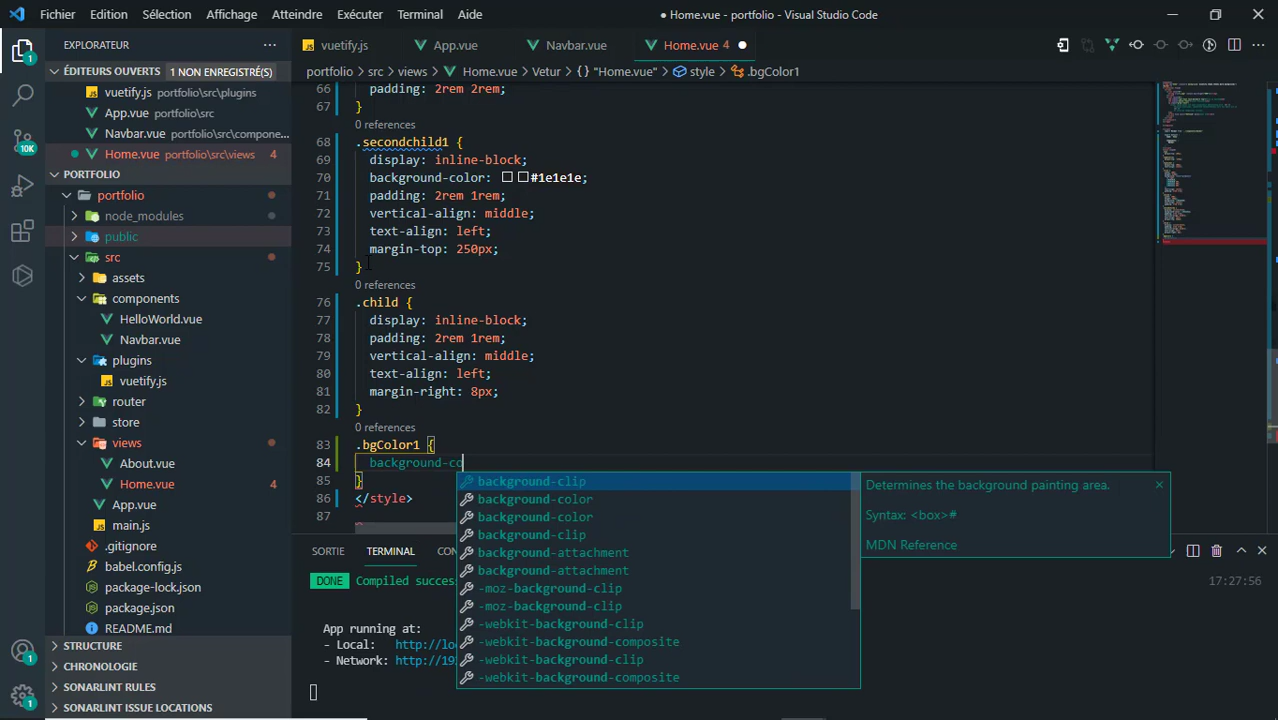 Fichier Edition Sélection Affichage Atteindre Exécuter Terminal Aide ● Home.vue - portfolio - Visual Studio Code
EXPLORATEUR
ÉDITEURS OUVERTS 1 NON ENREGISTRÉ(S)
vuetify.js portfolio\src\plugins
App.vue portfolio\src
Navbar.vue portfolio\src\compone...
Home.vue portfolio\src\views 4
PORTFOLIO
portfolio
node_modules
public
src
assets
components
HelloWorld.vue
Navbar.vue
plugins
vuetify.js
router
store
views
About.vue
Home.vue 4
App.vue
main.js
.gitignore
babel.config.js
package-lock.json
package.json
README.md
STRUCTURE
CHRONOLOGIE
SONARLINT RULES
SONARLINT ISSUE LOCATIONS
1
10K
1
1
vuetify.js App.vue Navbar.vue Home.vue 4
portfolio > src > views > Home.vue > Vetur > {} "Home.vue" > style > .bgColor1
66 padding: 2rem 2rem;
67 }
0 references
68 .secondchild1 {
69 display: inline-block;
70 background-color: #1e1e1e;
71 padding: 2rem 1rem;
72 vertical-align: middle;
73 text-align: left;
74 margin-top: 250px;
75 }
0 references
76 .child {
77 display: inline-block;
78 padding: 2rem 1rem;
79 vertical-align: middle;
80 text-align: left;
81 margin-right: 8px;
82 }
0 references
83 .bgColor1 {
84 background-co
85 }
86 </style>
87
background-clip
background-color
background-color
background-clip
background-attachment
background-attachment
-moz-background-clip
-moz-background-clip
-webkit-background-clip
-webkit-background-composite
-webkit-background-clip
-webkit-background-composite
Determines the background painting area.
Syntax: <box>#
MDN Reference
SORTIE TERMINAL CON
DONE Compiled succes
17:27:56
App running at:
- Local: http://lo
- Network: http://19